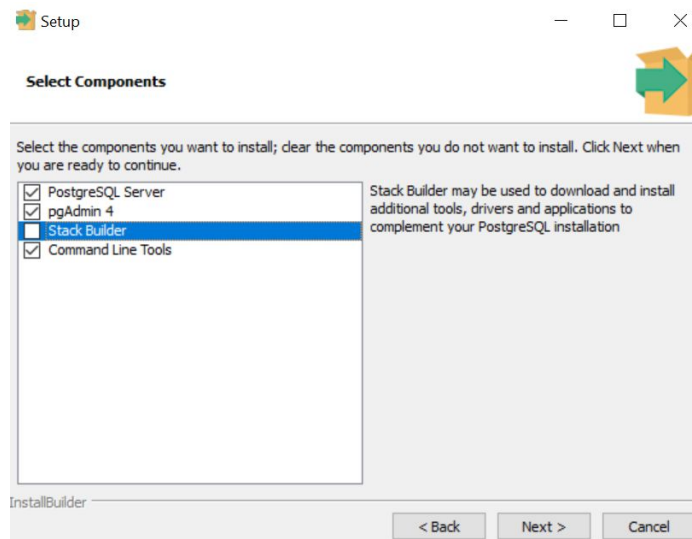 Setup
Select Components
Select the components you want to install; clear the components you do not want to install. Click Next when
you are ready to continue.
PostgreSQL Server
pgAdmin 4
Stack Builder
Command Line Tools
Stack Builder may be used to download and install
additional tools, drivers and applications to
complement your PostgreSQL installation
InstallBuilder
< Back
Next >
Cancel